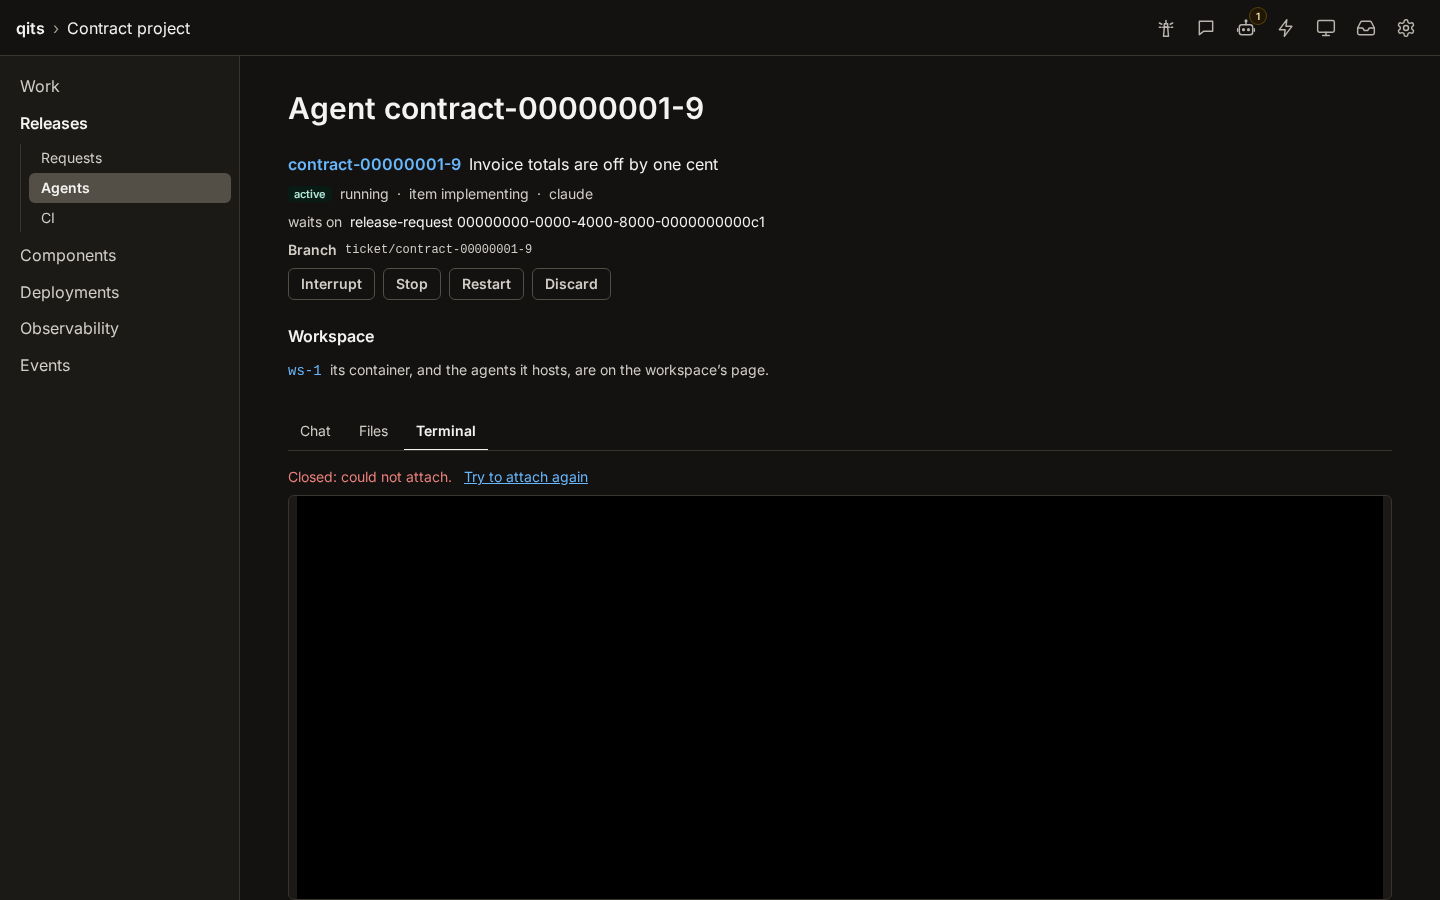 qits › Contract project
1
Work
Releases
Requests
Agents
CI
Components
Deployments
Observability
Events
Agent contract-00000001-9
contract-00000001-9 Invoice totals are off by one cent
active running · item implementing · claude
waits on release-request 00000000-0000-4000-8000-0000000000c1
Branch ticket/contract-00000001-9
Interrupt Stop Restart Discard
Workspace
ws-1 its container, and the agents it hosts, are on the workspace’s page.
Chat Files Terminal
Closed: could not attach. Try to attach again